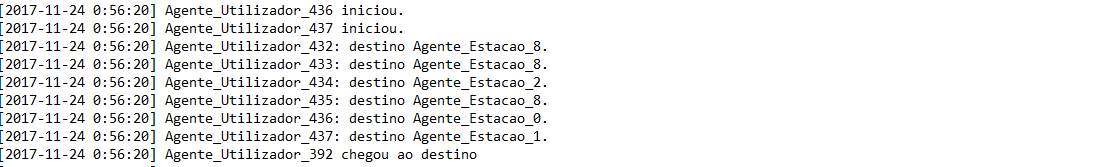 [2017-11-24 0:56:20] Agente_Utilizador_436 iniciou.
[2017-11-24 0:56:20] Agente_Utilizador_437 iniciou.
[2017-11-24 0:56:20] Agente_Utilizador_432: destino Agente_Estacao_8.
[2017-11-24 0:56:20] Agente_Utilizador_433: destino Agente_Estacao_8.
[2017-11-24 0:56:20] Agente_Utilizador_434: destino Agente_Estacao_2.
[2017-11-24 0:56:20] Agente_Utilizador_435: destino Agente_Estacao_8.
[2017-11-24 0:56:20] Agente_Utilizador_436: destino Agente_Estacao_0.
[2017-11-24 0:56:20] Agente_Utilizador_437: destino Agente_Estacao_1.
[2017-11-24 0:56:20] Agente_Utilizador_392 chegou ao destino